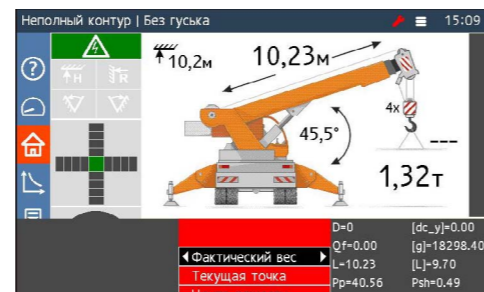 Неполный контур | Без гуська 15:09
?
10,2м 10,23м
H R
4x
45,5°
---
1,32т
D=0 [dc_y]=0.00
Qf=0.00 [g]=18298.40
Фактический вес
L=10.23 [L]=9.70
Текущая точка
Pp=40.56 Psh=0.49